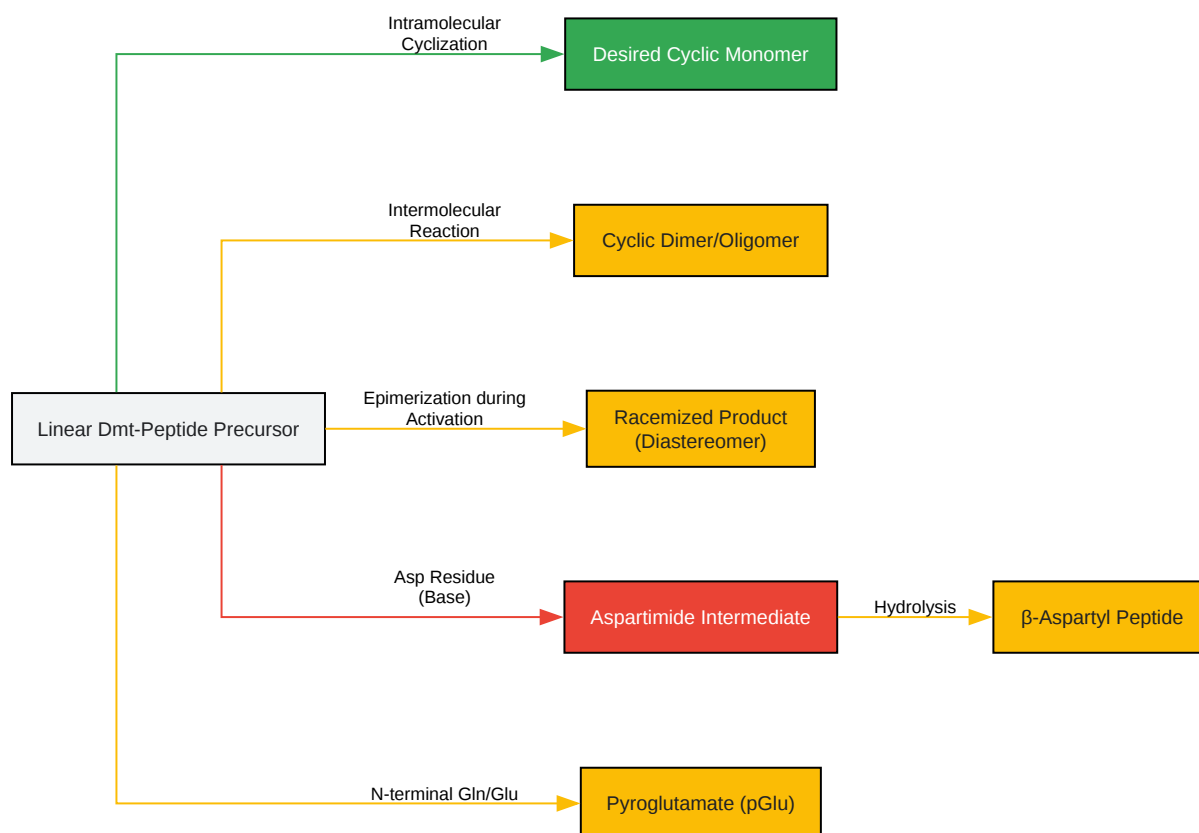 Intramolecular
Cyclization
Desired Cyclic Monomer
Intermolecular
Reaction
Cyclic Dimer/Oligomer
Linear Dmt-Peptide Precursor
Epimerization during
Activation
Racemized Product
(Diastereomer)
Asp Residue
(Base)
Aspartimide Intermediate
Hydrolysis
β-Aspartyl Peptide
N-terminal Gln/Glu
Pyroglutamate (pGlu)